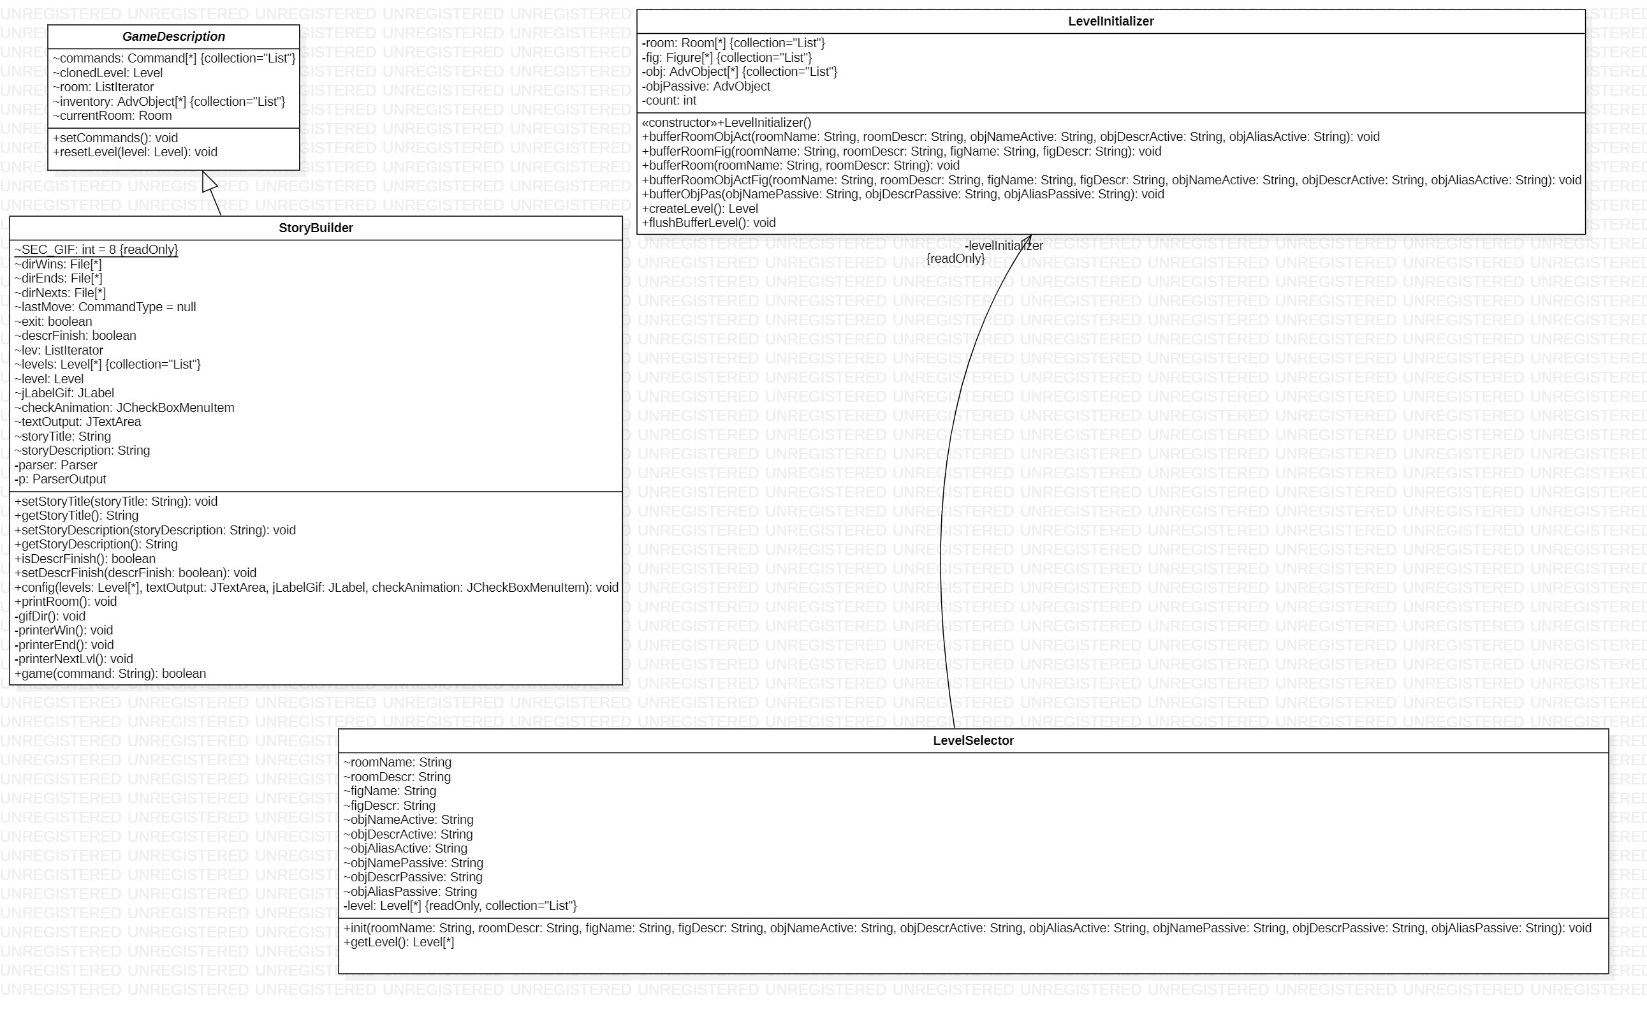 GameDescription
~commands: Command[*] {collection="List"}
~clonedLevel: Level
~room: ListIterator
~inventory: AdvObject[*] {collection="List"}
~currentRoom: Room
+setCommands(): void
+resetLevel(level: Level): void
LevelInitializer
-room: Room[*] {collection="List"}
-fig: Figure[*] {collection="List"}
-obj: AdvObject[*] {collection="List"}
-objPassive: AdvObject
-count: int
«constructor»+LevelInitializer()
+bufferRoomObjAct(roomName: String, roomDescr: String, objNameActive: String, objDescrActive: String, objAliasActive: String): void
+bufferRoomFig(roomName: String, roomDescr: String, figName: String, figDescr: String): void
+bufferRoom(roomName: String, roomDescr: String): void
+bufferRoomObjActFig(roomName: String, roomDescr: String, figName: String, figDescr: String, objNameActive: String, objDescrActive: String, objAliasActive: String): void
+bufferObjPas(objNamePassive: String, objDescrPassive: String, objAliasPassive: String): void
+createLevel(): Level
+flushBufferLevel(): void
-levelInitializer
{readOnly}
StoryBuilder
~SEC_GIF: int = 8 {readOnly}
~dirWins: File[*]
~dirEnds: File[*]
~dirNexts: File[*]
~lastMove: CommandType = null
~exit: boolean
~descrFinish: boolean
~lev: ListIterator
~levels: Level[*] {collection="List"}
~level: Level
~jLabelGif: JLabel
~checkAnimation: JCheckBoxMenuItem
~textOutput: JTextArea
~storyTitle: String
~storyDescription: String
-parser: Parser
-p: ParserOutput
+setStoryTitle(storyTitle: String): void
+getStoryTitle(): String
+setStoryDescription(storyDescription: String): void
+getStoryDescription(): String
+isDescrFinish(): boolean
+setDescrFinish(descrFinish: boolean): void
+config(levels: Level[*], textOutput: JTextArea, jLabelGif: JLabel, checkAnimation: JCheckBoxMenuItem): void
+printRoom(): void
-gifDir(): void
-printerWin(): void
-printerEnd(): void
-printerNextLvl(): void
+game(command: String): boolean
LevelSelector
~roomName: String
~roomDescr: String
~figName: String
~figDescr: String
~objNameActive: String
~objDescrActive: String
~objAliasActive: String
~objNamePassive: String
~objDescrPassive: String
~objAliasPassive: String
-level: Level[*] {readOnly, collection="List"}
+init(roomName: String, roomDescr: String, figName: String, figDescr: String, objNameActive: String, objDescrActive: String, objAliasActive: String, objNamePassive: String, objDescrPassive: String, objAliasPassive: String): void
+getLevel(): Level[*]
UNREGISTERED UNREGISTERED UNREGISTERED UNREGISTERED UNREGISTERED UNREGISTERED UNREGISTERED UNREGISTERED UNREGISTERED UNREGISTERED UNREGISTERED UNREGISTERED